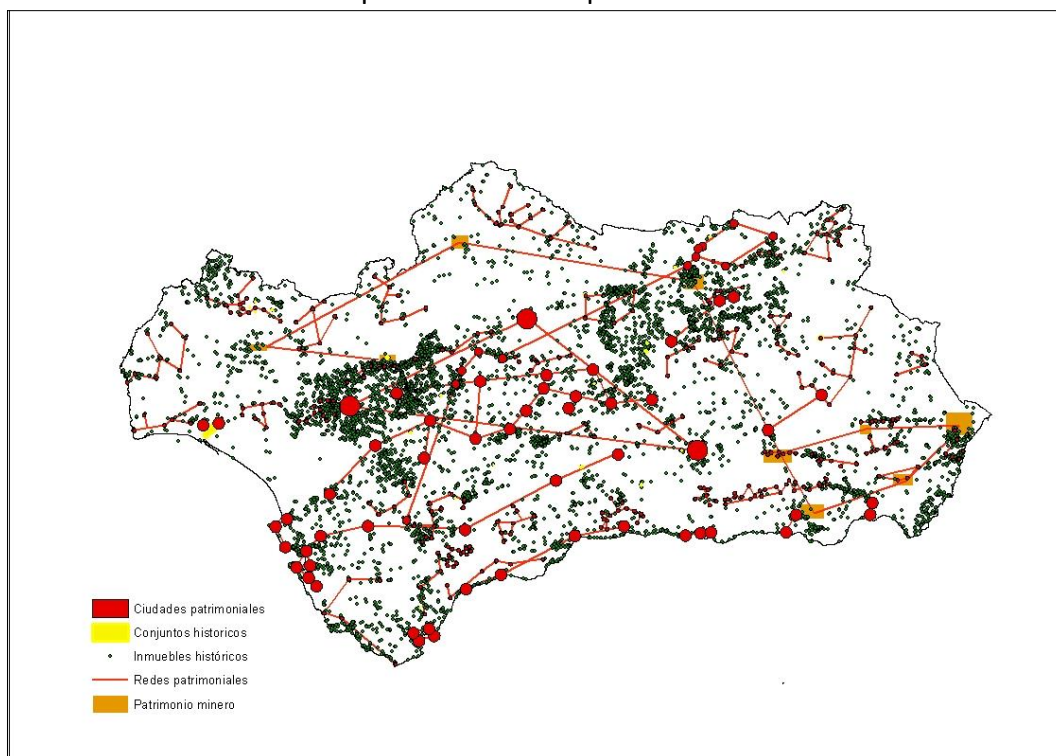 Ciudades patrimoniales
Conjuntos historicos
Inmuebles históricos
Redes patrimoniales
Patrimonio minero